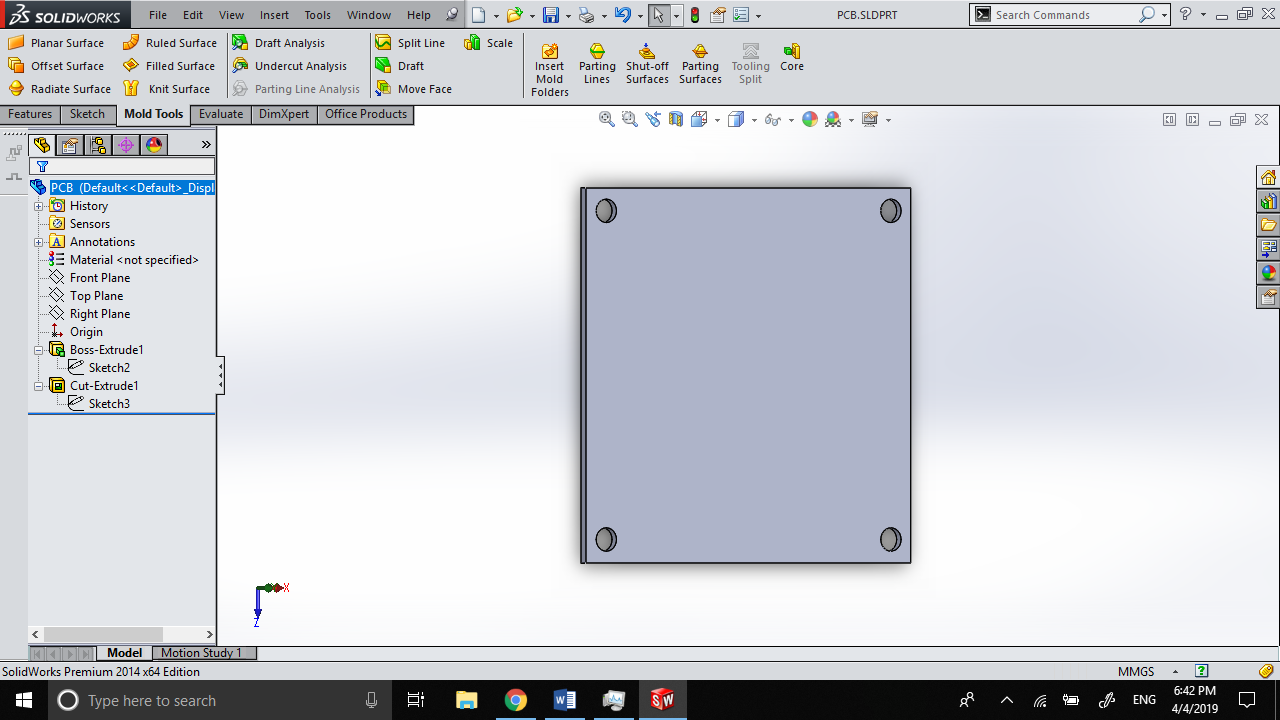 SOLIDWORKS File Edit View Insert Tools Window Help PCB.SLDPRT Search Commands
Planar Surface Ruled Surface Draft Analysis Split Line Scale
Offset Surface Filled Surface Undercut Analysis Draft
Radiate Surface Knit Surface Parting Line Analysis Move Face
Insert Mold Folders
Parting Lines
Shut-off Surfaces
Parting Surfaces
Tooling Split
Core
Features Sketch Mold Tools Evaluate DimXpert Office Products
PCB (Default<<Default>_Displ
History
Sensors
Annotations
Material <not specified>
Front Plane
Top Plane
Right Plane
Origin
Boss-Extrude1
Sketch2
Cut-Extrude1
Sketch3
X
Z
Model Motion Study 1
SolidWorks Premium 2014 x64 Edition MMGS
Type here to search ENG 6:42 PM
4/4/2019